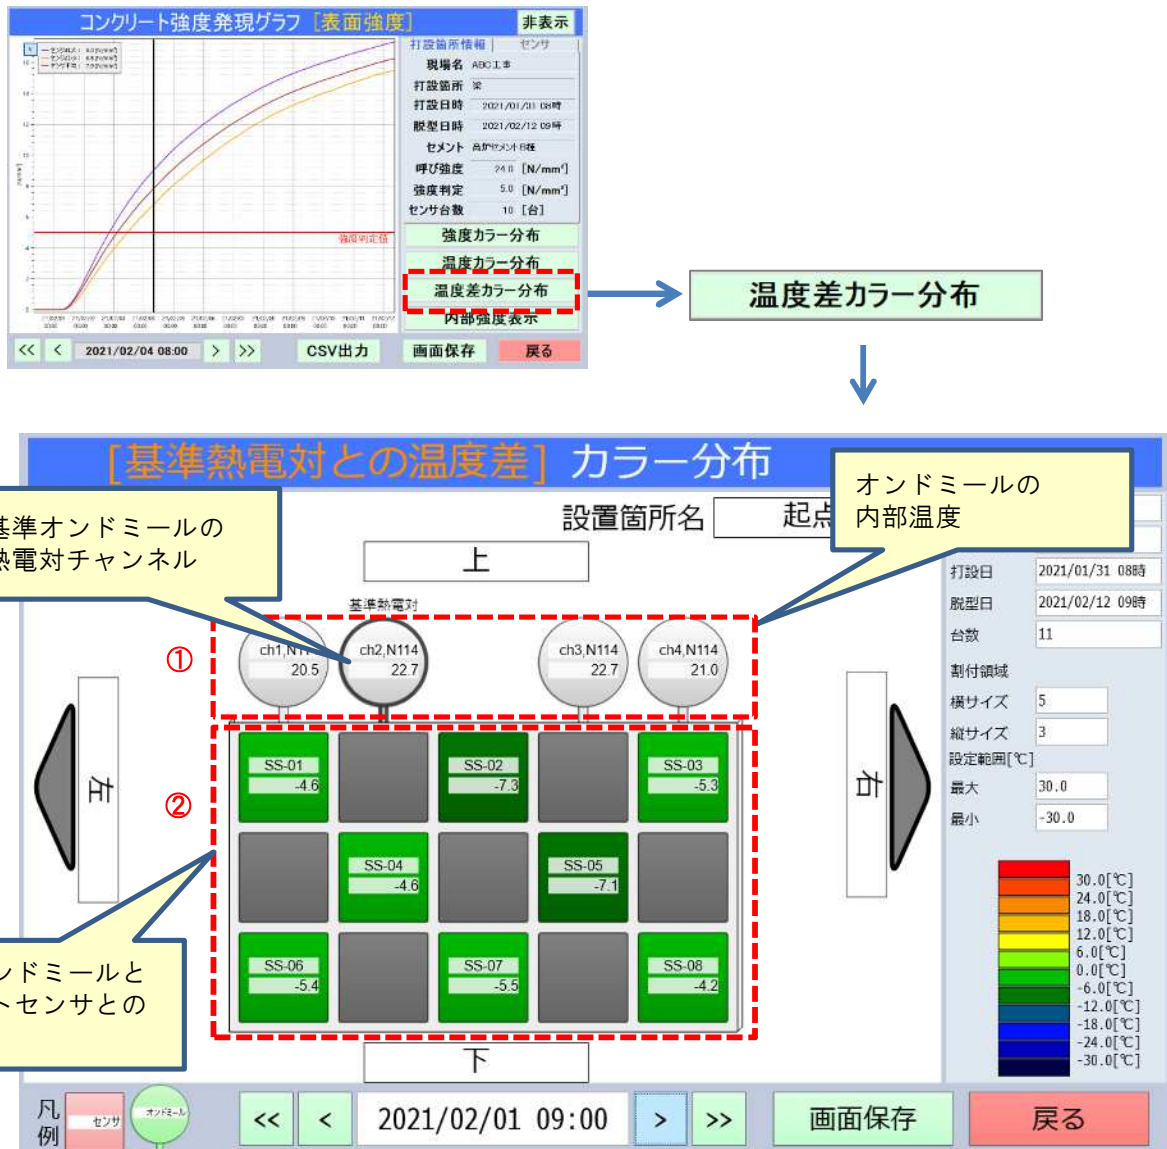 コンクリート強度発現グラフ [表面強度]
非表示
打設箇所情報
センサ
現場名 ABC工事
打設箇所 梁
打設日時 2021/01/31 08時
脱型日時 2021/02/12 09時
セメント 高炉セメントB種
呼び強度 24.0 [N/mm²]
強度判定 5.0 [N/mm²]
センサ台数 10 [台]
強度判定値
強度カラー分布
温度カラー分布
温度差カラー分布
内部強度表示
<< < 2021/02/04 08:00 > >> CSV出力 画面保存 戻る
温度差カラー分布
[基準熱電対との温度差] カラー分布
オンドミールの
内部温度
設置箇所名 起点
基準オンドミールの
熱電対チャンネル
上
打設日 2021/01/31 08時
脱型日 2021/02/12 09時
台数 11
割付領域
横サイズ 5
縦サイズ 3
設定範囲[℃]
最大 30.0
最小 -30.0
基準熱電対
①
ch1,N114
20.5
ch2,N114
22.7
ch3,N114
22.7
ch4,N114
21.0
②
左
右
SS-01
-4.6
SS-02
-7.3
SS-03
-5.3
SS-04
-4.6
SS-05
-7.1
SS-06
-5.4
SS-07
-5.5
SS-08
-4.2
ンドミールと
トセンサとの
下
30.0[℃]
24.0[℃]
18.0[℃]
12.0[℃]
6.0[℃]
0.0[℃]
-6.0[℃]
-12.0[℃]
-18.0[℃]
-24.0[℃]
-30.0[℃]
凡例
センサ
オンドミール
<< < 2021/02/01 09:00 > >> 画面保存 戻る